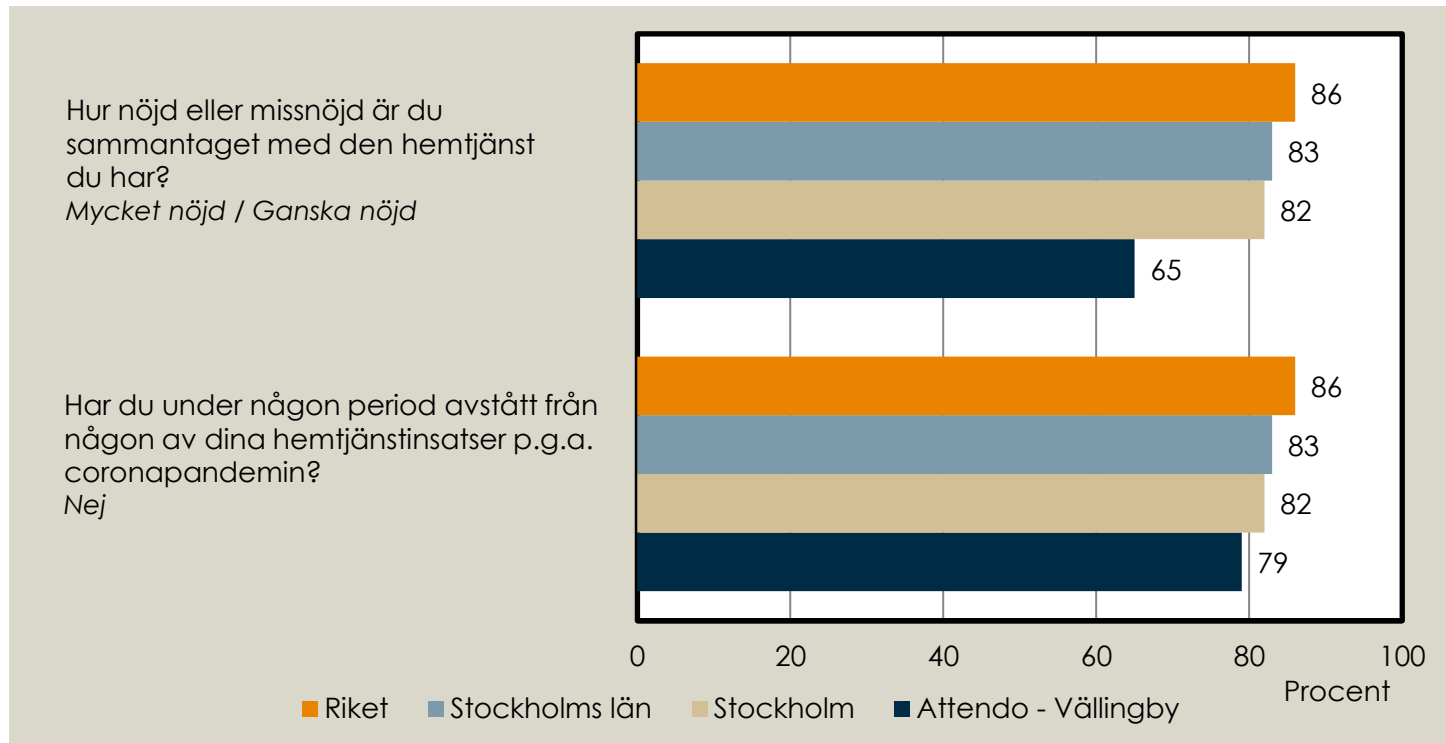 Hur nöjd eller missnöjd är du
sammantaget med den hemtjänst
du har?
Mycket nöjd / Ganska nöjd
86
83
82
65
Har du under någon period avstått från
någon av dina hemtjänstinsatser p.g.a.
coronapandemin?
Nej
86
83
82
79
0 20 40 60 80 100
Procent
Riket Stockholms län Stockholm Attendo - Vällingby